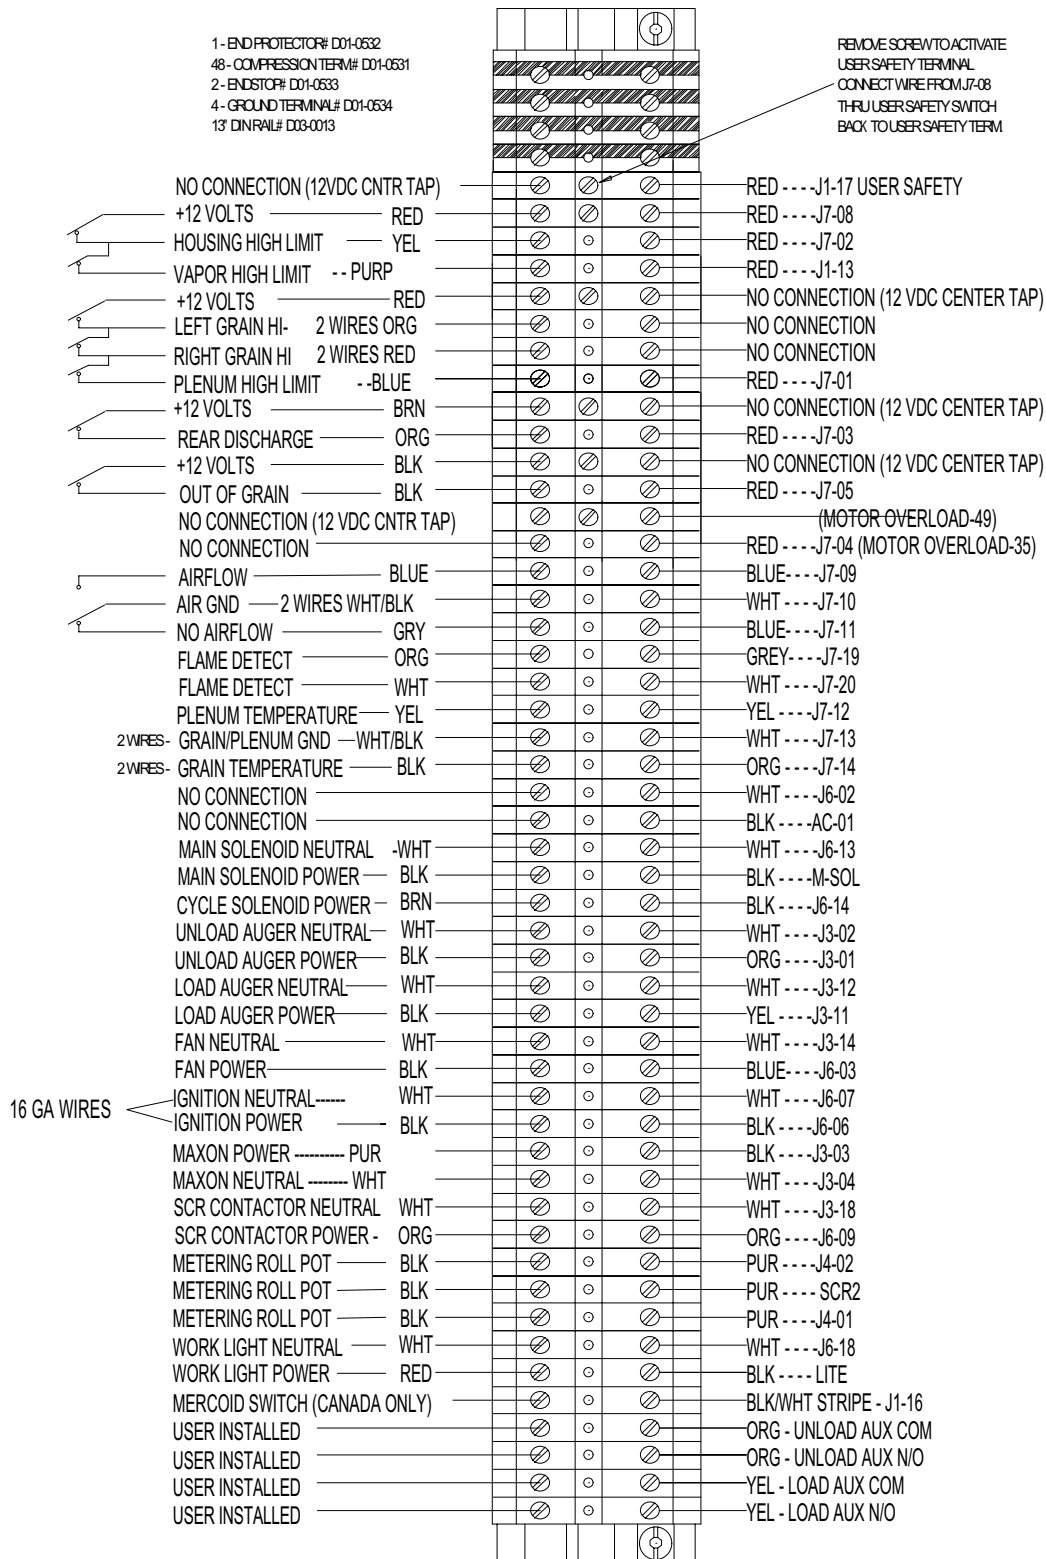 1 - END PROTECTOR# D01-0532
48 - COMPRESSION TERM# D01-0531
2 - ENDSTOP# D01-0533
4 - GROUND TERMINAL# D01-0534
13" DIN RAIL# D03-0013
REMOVE SCREW TO ACTIVATE
USER SAFETY TERMINAL
CONNECT WIRE FROM J7-08
THRU USER SAFETY SWITCH
BACK TO USER SAFETY TERM.
NO CONNECTION (12VDC CNTR TAP) RED - - - -J1-17 USER SAFETY
+12 VOLTS RED RED - - - -J7-08
HOUSING HIGH LIMIT YEL RED - - - -J7-02
VAPOR HIGH LIMIT - - PURP RED - - - -J1-13
+12 VOLTS RED NO CONNECTION (12 VDC CENTER TAP)
LEFT GRAIN HI- 2 WIRES ORG NO CONNECTION
RIGHT GRAIN HI 2 WIRES RED NO CONNECTION
PLENUM HIGH LIMIT - -BLUE RED - - - -J7-01
+12 VOLTS BRN NO CONNECTION (12 VDC CENTER TAP)
REAR DISCHARGE ORG RED - - - -J7-03
+12 VOLTS BLK NO CONNECTION (12 VDC CENTER TAP)
OUT OF GRAIN BLK RED - - - -J7-05
NO CONNECTION (12 VDC CNTR TAP) (MOTOR OVERLOAD-49)
NO CONNECTION RED - - - -J7-04 (MOTOR OVERLOAD-35)
AIRFLOW BLUE BLUE- - - -J7-09
AIR GND 2 WIRES WHT/BLK WHT - - - -J7-10
NO AIRFLOW GRY BLUE- - - -J7-11
FLAME DETECT ORG GREY- - - -J7-19
FLAME DETECT WHT WHT - - - -J7-20
PLENUM TEMPERATURE YEL YEL - - - -J7-12
2 WIRES - GRAIN/PLENUM GND WHT/BLK WHT - - - -J7-13
2 WIRES - GRAIN TEMPERATURE BLK ORG - - - -J7-14
NO CONNECTION WHT - - - -J6-02
NO CONNECTION BLK - - - -AC-01
MAIN SOLENOID NEUTRAL -WHT WHT - - - -J6-13
MAIN SOLENOID POWER BLK BLK - - - -M-SOL
CYCLE SOLENOID POWER BRN BLK - - - -J6-14
UNLOAD AUGER NEUTRAL WHT WHT - - - -J3-02
UNLOAD AUGER POWER BLK ORG - - - -J3-01
LOAD AUGER NEUTRAL WHT WHT - - - -J3-12
LOAD AUGER POWER BLK YEL - - - -J3-11
FAN NEUTRAL WHT WHT - - - -J3-14
FAN POWER BLK BLUE- - - -J6-03
16 GA WIRES
IGNITION NEUTRAL------ WHT WHT - - - -J6-07
IGNITION POWER - BLK BLK - - - -J6-06
MAXON POWER ---------- PUR BLK - - - -J3-03
MAXON NEUTRAL -------- WHT WHT - - - -J3-04
SCR CONTACTOR NEUTRAL WHT WHT - - - -J3-18
SCR CONTACTOR POWER - ORG ORG - - - -J6-09
METERING ROLL POT BLK PUR - - - -J4-02
METERING ROLL POT BLK PUR - - - - SCR2
METERING ROLL POT BLK PUR - - - -J4-01
WORK LIGHT NEUTRAL WHT WHT - - - -J6-18
WORK LIGHT POWER RED BLK - - - - LITE
MERCOID SWITCH (CANADA ONLY) BLK/WHT STRIPE - J1-16
USER INSTALLED ORG - UNLOAD AUX COM
USER INSTALLED ORG - UNLOAD AUX N/O
USER INSTALLED YEL - LOAD AUX COM
USER INSTALLED YEL - LOAD AUX N/O